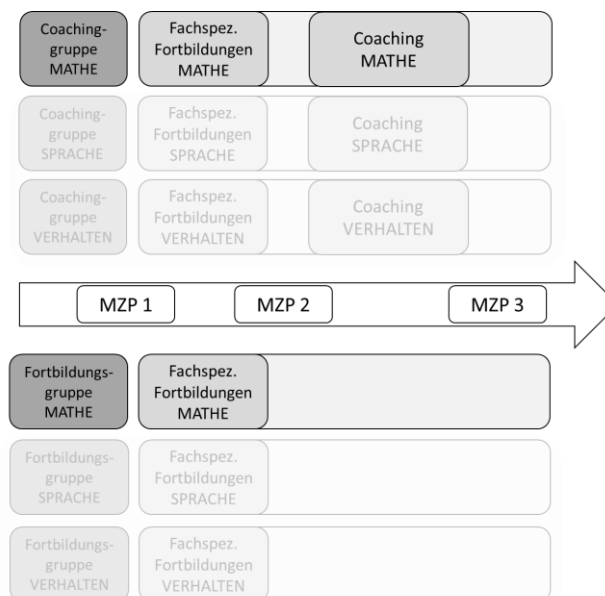 Coaching-
gruppe
MATHE
Fachspez.
Fortbildungen
MATHE
Coaching
MATHE
Coaching-
gruppe
SPRACHE
Fachspez.
Fortbildungen
SPRACHE
Coaching
SPRACHE
Coaching-
gruppe
VERHALTEN
Fachspez.
Fortbildungen
VERHALTEN
Coaching
VERHALTEN
MZP 1
MZP 2
MZP 3
Fortbildungs-
gruppe
MATHE
Fachspez.
Fortbildungen
MATHE
Fortbildungs-
gruppe
SPRACHE
Fachspez.
Fortbildungen
SPRACHE
Fortbildungs-
gruppe
VERHALTEN
Fachspez.
Fortbildungen
VERHALTEN